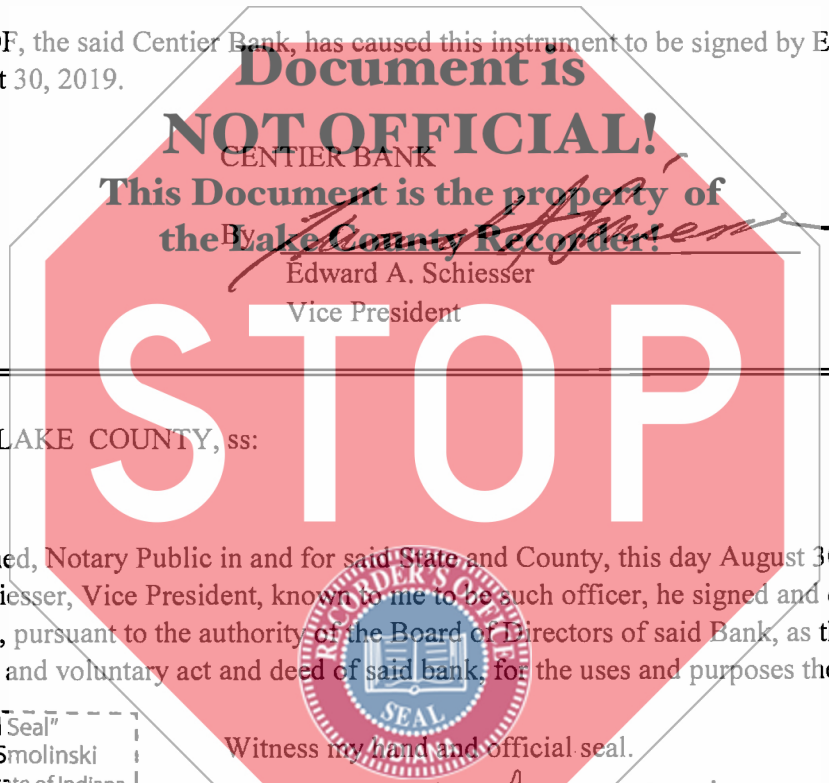 F, the said Centier Bank, has caused this instrument to be signed by E
t 30, 2019.
Document is
NOT OFFICIAL!
CENTIER BANK
This Document is the property of
the Lake County Recorder!
By
Edward A. Schiesser
Vice President
STOP
LAKE COUNTY, ss:
ed, Notary Public in and for said State and County, this day August 3
iesser, Vice President, known to me to be such officer, he signed and
, pursuant to the authority of the Board of Directors of said Bank, as th
and voluntary act and deed of said bank, for the uses and purposes the
RECORDER'S OFFICE
SEAL
INDIANA
Seal"
Smolinski
Witness my hand and official seal.
ate of Indiana